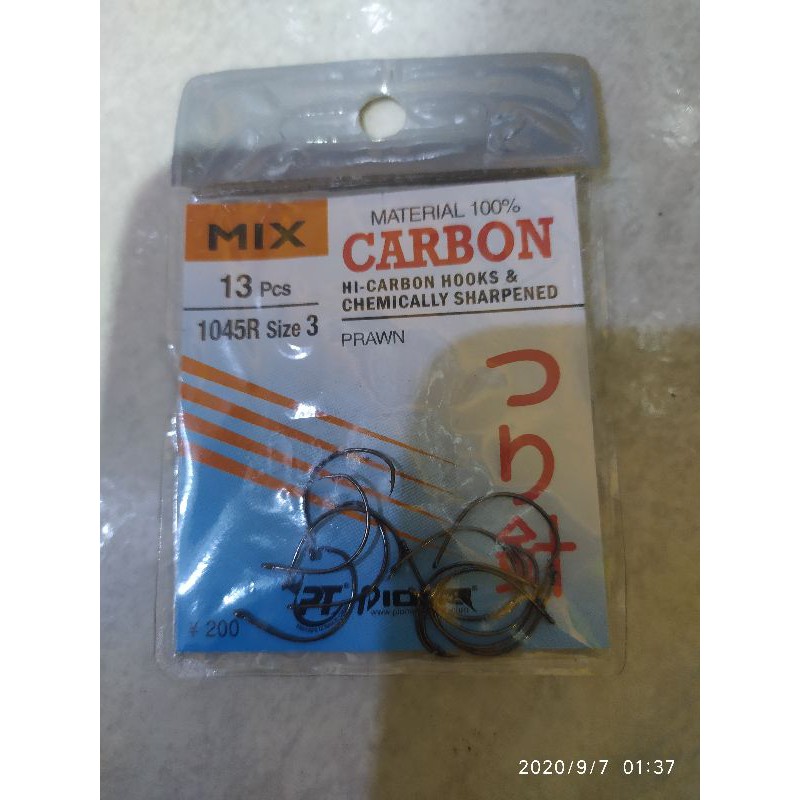 MIX
13 Pcs
1045R Size 3
MATERIAL 100%
CARBON
HI-CARBON HOOKS &
CHEMICALLY SHARPENED
PRAWN
つり針
PT®
¥ 200
2020/9/7 01:37